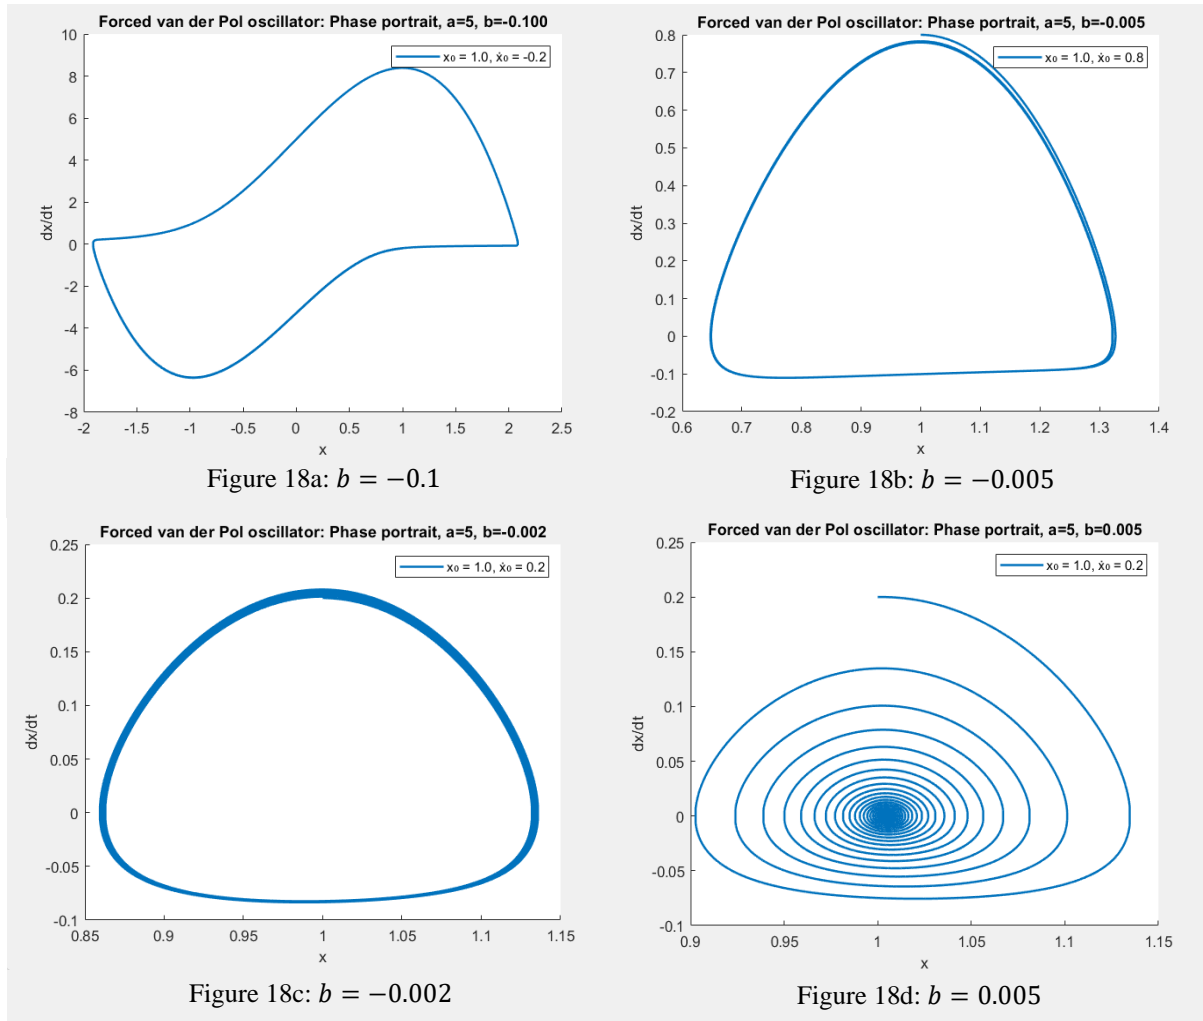 Forced van der Pol oscillator: Phase portrait, a=5, b=-0.100
10
8
6
4
2
0
-2
-4
-6
-8
dx/dt
x₀ = 1.0, ẋ₀ = -0.2
-2 -1.5 -1 -0.5 0 0.5 1 1.5 2 2.5
x
Figure 18a: b = −0.1
Forced van der Pol oscillator: Phase portrait, a=5, b=-0.005
0.8
0.7
0.6
0.5
0.4
0.3
0.2
0.1
0
-0.1
-0.2
dx/dt
x₀ = 1.0, ẋ₀ = 0.8
0.6 0.7 0.8 0.9 1 1.1 1.2 1.3 1.4
x
Figure 18b: b = −0.005
Forced van der Pol oscillator: Phase portrait, a=5, b=-0.002
0.25
0.2
0.15
0.1
0.05
0
-0.05
-0.1
dx/dt
x₀ = 1.0, ẋ₀ = 0.2
0.85 0.9 0.95 1 1.05 1.1 1.15
x
Figure 18c: b = −0.002
Forced van der Pol oscillator: Phase portrait, a=5, b=0.005
0.25
0.2
0.15
0.1
0.05
0
-0.05
-0.1
dx/dt
x₀ = 1.0, ẋ₀ = 0.2
0.9 0.95 1 1.05 1.1 1.15
x
Figure 18d: b = 0.005